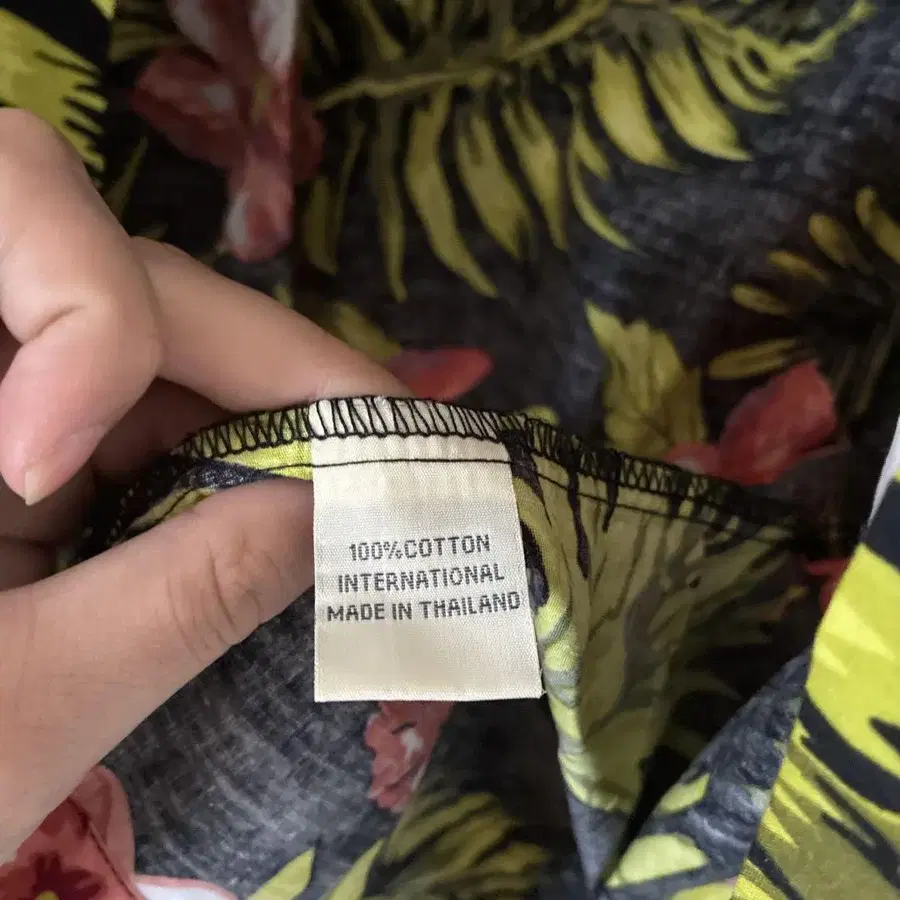 100%COTTON
INTERNATIONAL
MADE IN THAILAND